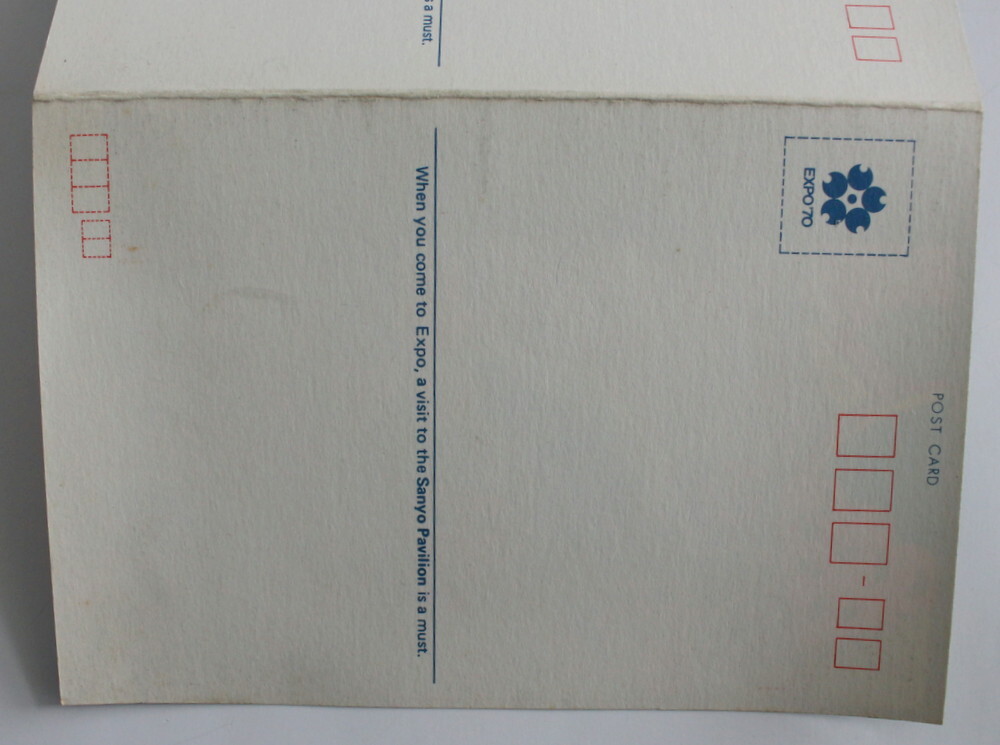 s a must.
POST CARD
EXPO'70
When you come to Expo, a visit to the Sanyo Pavilion is a must.